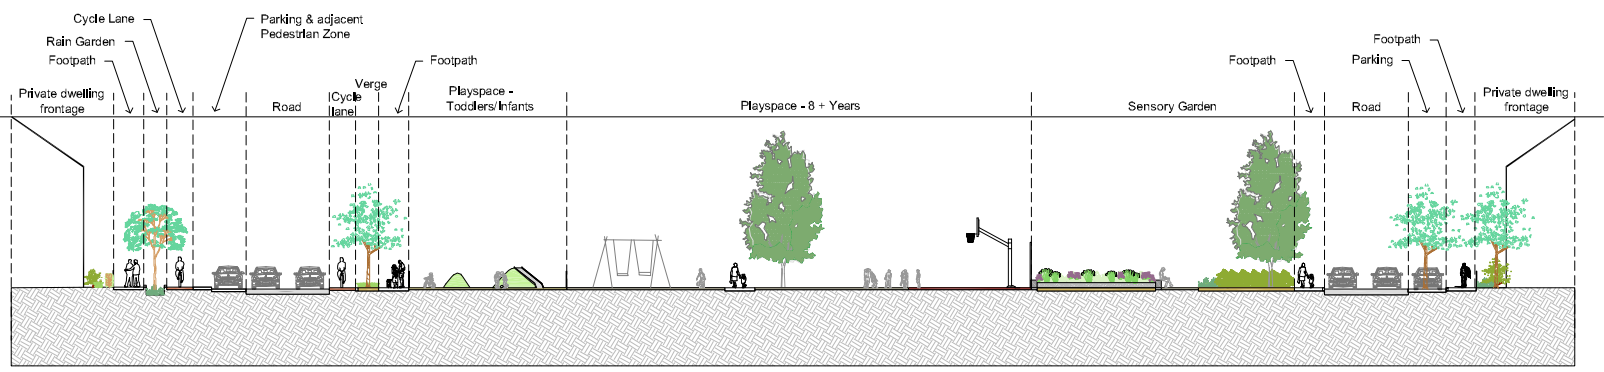 Cycle Lane
Rain Garden
Footpath
Private dwelling
frontage
Parking & adjacent
Pedestrian Zone
Road
Verge
Cycle
lane
Footpath
Playspace -
Toddlers/Infants
Playspace - 8 + Years
Sensory Garden
Footpath
Road
Footpath
Parking
Private dwelling
frontage